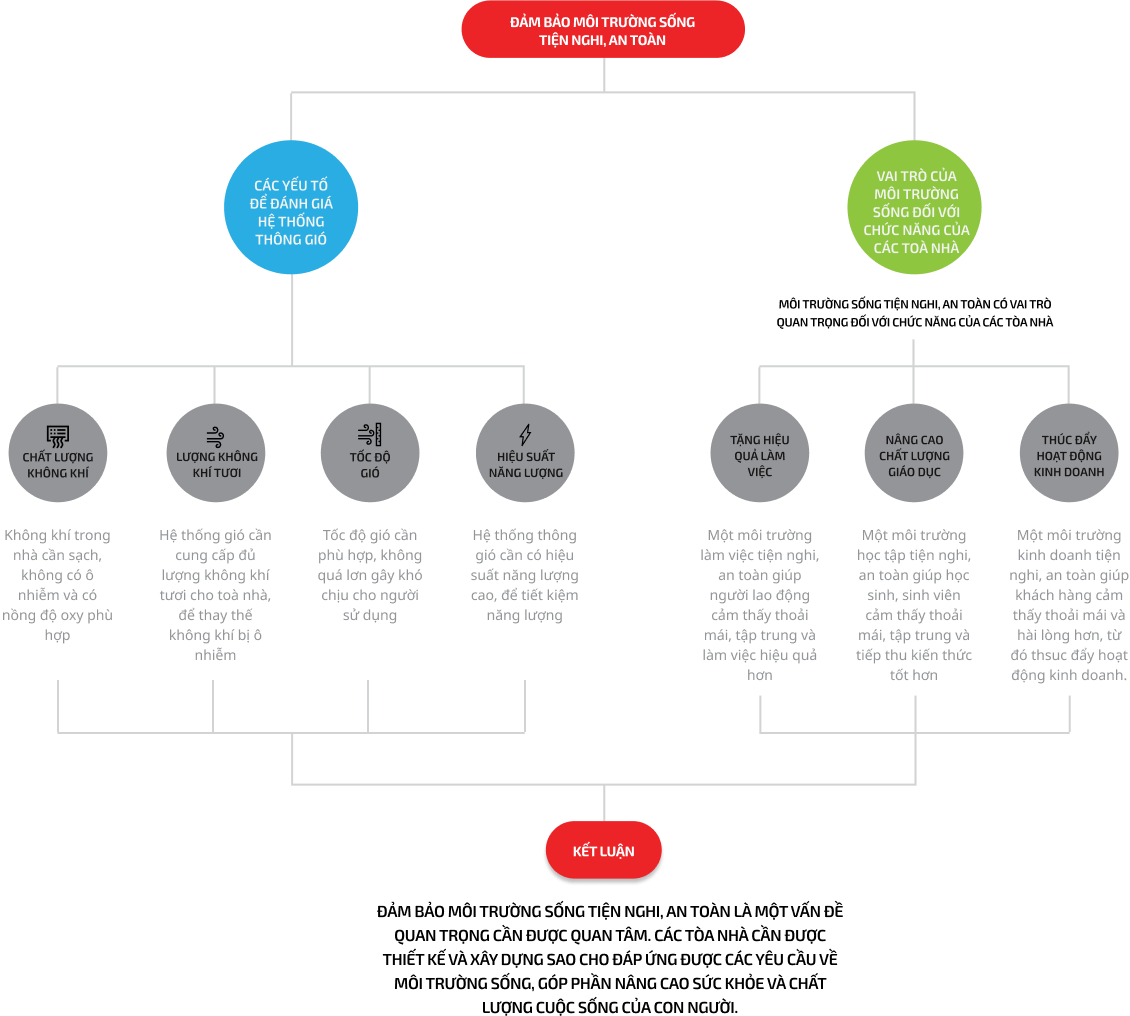 ĐẢM BẢO MÔI TRƯỜNG SỐNG
TIỆN NGHI, AN TOÀN
CÁC YẾU TỐ
ĐỂ ĐÁNH GIÁ
HỆ THỐNG
THÔNG GIÓ
VAI TRÒ CỦA
MÔI TRƯỜNG
SỐNG ĐỐI VỚI
CHỨC NĂNG CỦA
CÁC TOÀ NHÀ
MÔI TRƯỜNG SỐNG TIỆN NGHI, AN TOÀN CÓ VAI TRÒ
QUAN TRỌNG ĐỐI VỚI CHỨC NĂNG CỦA CÁC TÒA NHÀ
CHẤT LƯỢNG
KHÔNG KHÍ
LƯỢNG KHÔNG
KHÍ TƯƠI
TỐC ĐỘ
GIÓ
HIỆU SUẤT
NĂNG LƯỢNG
TẶNG HIỆU
QUẢ LÀM
VIỆC
NÂNG CAO
CHẤT LƯỢNG
GIÁO DỤC
THÚC ĐẨY
HOẠT ĐỘNG
KINH DOANH
Không khí trong
nhà cần sạch,
không có ô
nhiễm và có
nồng độ oxy phù
hợp
Hệ thống gió cần
cung cấp đủ
lượng không khí
tươi cho toà nhà,
để thay thế
không khí bị ô
nhiễm
Tốc độ gió cần
phù hợp, không
quá lơn gây khó
chịu cho người
sử dụng
Hệ thống thông
gió cần có hiệu
suất năng lượng
cao, để tiết kiệm
năng lượng
Một môi trường
làm việc tiện nghi,
an toàn giúp
người lao động
cảm thấy thoải
mái, tập trung và
làm việc hiệu quả
hơn
Một môi trường
học tập tiện nghi,
an toàn giúp học
sinh, sinh viên
cảm thấy thoải
mái, tập trung và
tiếp thu kiến thức
tốt hơn
Một môi trường
kinh doanh tiện
nghi, an toàn giúp
khách hàng cảm
thấy thoải mái và
hài lòng hơn, từ
đó thsuc đẩy hoạt
động kinh doanh.
KẾT LUẬN
ĐẢM BẢO MÔI TRƯỜNG SỐNG TIỆN NGHI, AN TOÀN LÀ MỘT VẤN ĐỀ
QUAN TRỌNG CẦN ĐƯỢC QUAN TÂM. CÁC TÒA NHÀ CẦN ĐƯỢC
THIẾT KẾ VÀ XÂY DỰNG SAO CHO ĐÁP ỨNG ĐƯỢC CÁC YÊU CẦU VỀ
MÔI TRƯỜNG SỐNG, GÓP PHẦN NÂNG CAO SỨC KHỎE VÀ CHẤT
LƯỢNG CUỘC SỐNG CỦA CON NGƯỜI.